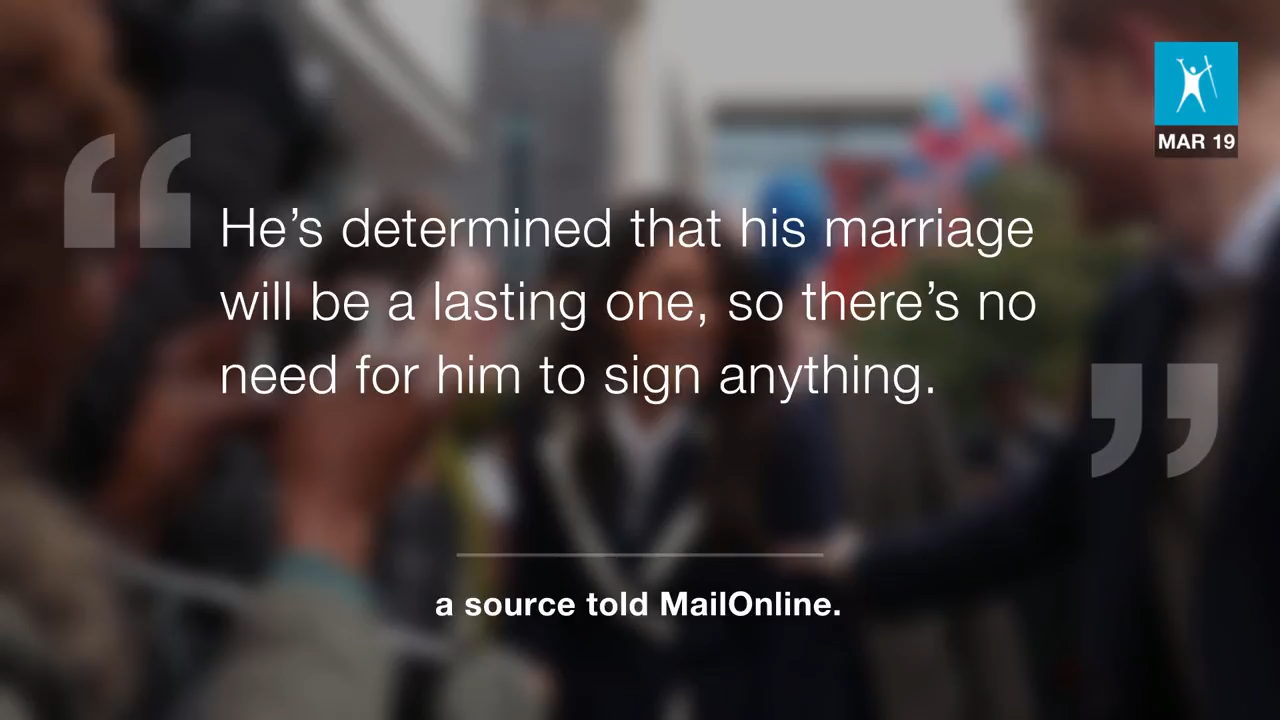 MAR 19
“
He’s determined that his marriage
will be a lasting one, so there’s no
need for him to sign anything.
”
a source told MailOnline.